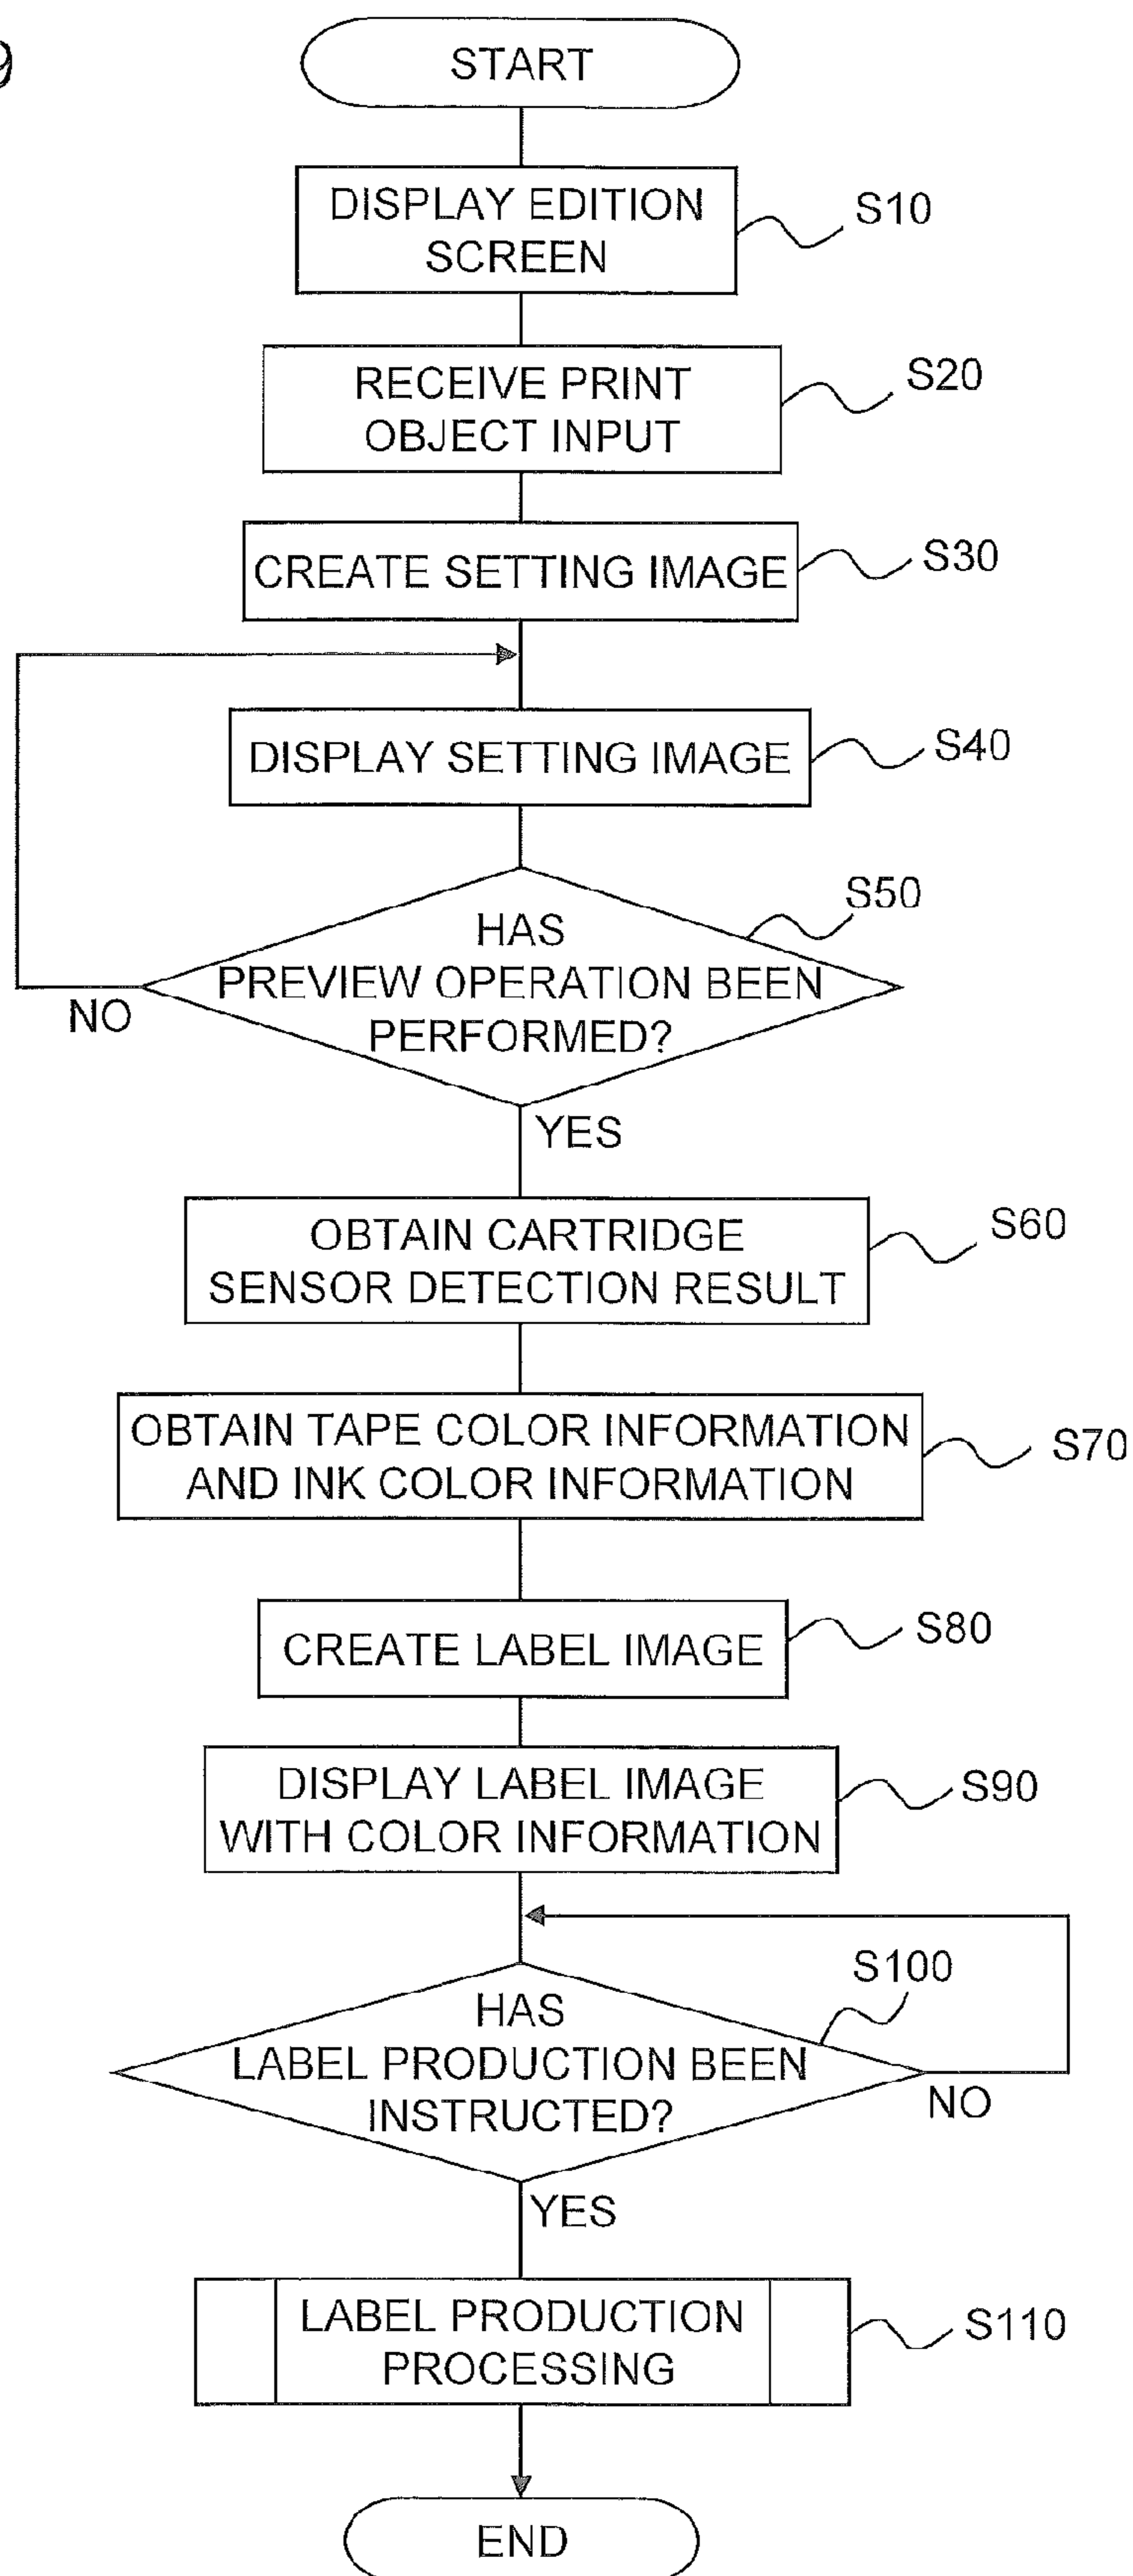 9
START
DISPLAY EDITION
SCREEN
S10
RECEIVE PRINT
OBJECT INPUT
S20
CREATE SETTING IMAGE
S30
DISPLAY SETTING IMAGE
S40
HAS
PREVIEW OPERATION BEEN
PERFORMED?
S50
NO
YES
OBTAIN CARTRIDGE
SENSOR DETECTION RESULT
S60
OBTAIN TAPE COLOR INFORMATION
AND INK COLOR INFORMATION
S70
CREATE LABEL IMAGE
S80
DISPLAY LABEL IMAGE
WITH COLOR INFORMATION
S90
HAS
LABEL PRODUCTION BEEN
INSTRUCTED?
S100
NO
YES
LABEL PRODUCTION
PROCESSING
S110
END